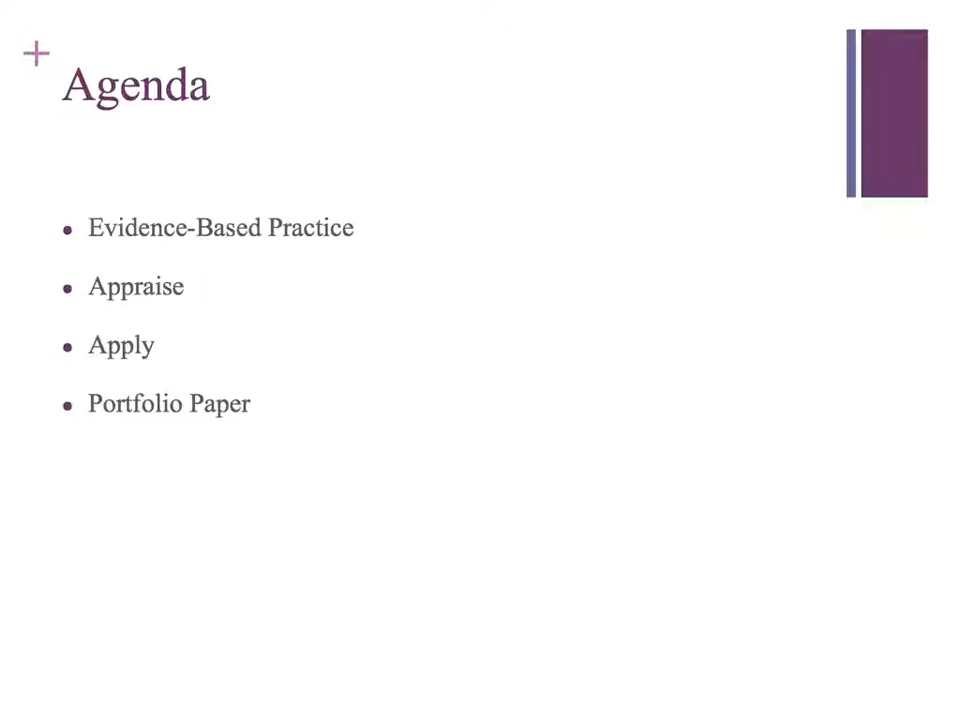 +
Agenda
• Evidence-Based Practice
• Appraise
• Apply
• Portfolio Paper